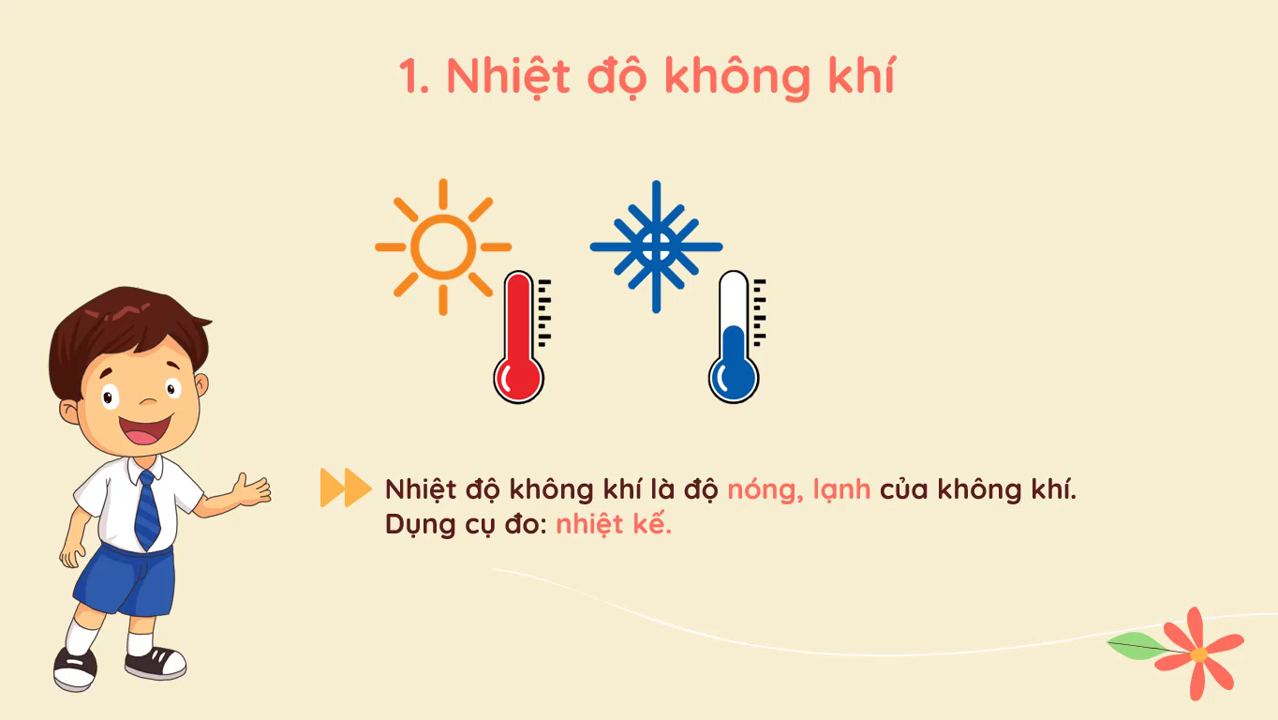 1. Nhiệt độ không khí
Nhiệt độ không khí là độ nóng, lạnh của không khí.
Dụng cụ đo: nhiệt kế.